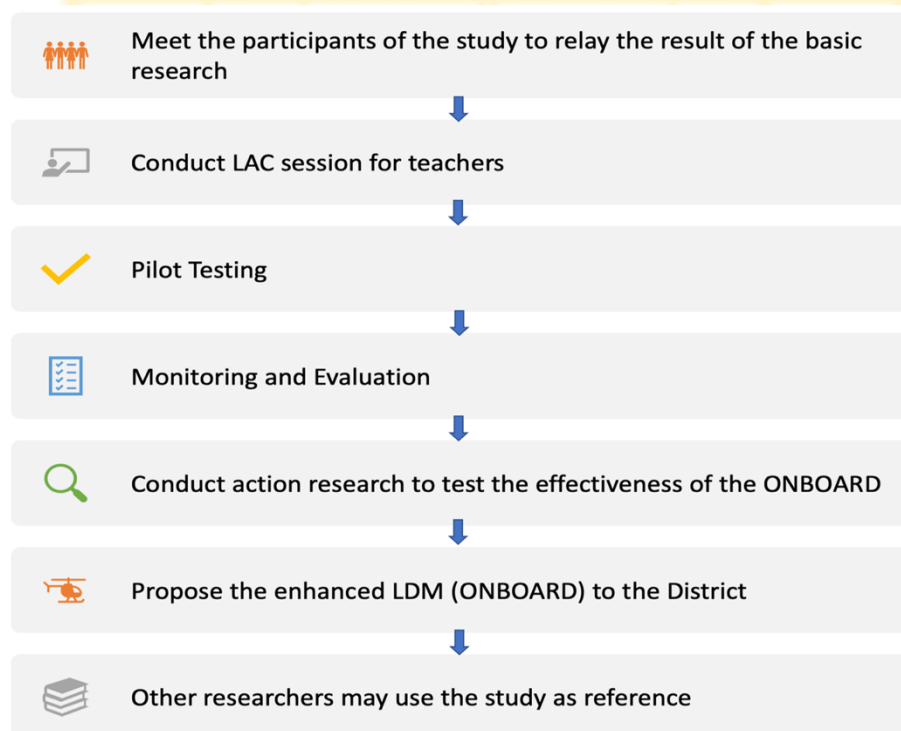 Meet the participants of the study to relay the result of the basic
research
Conduct LAC session for teachers
Pilot Testing
Monitoring and Evaluation
Conduct action research to test the effectiveness of the ONBOARD
Propose the enhanced LDM (ONBOARD) to the District
Other researchers may use the study as reference